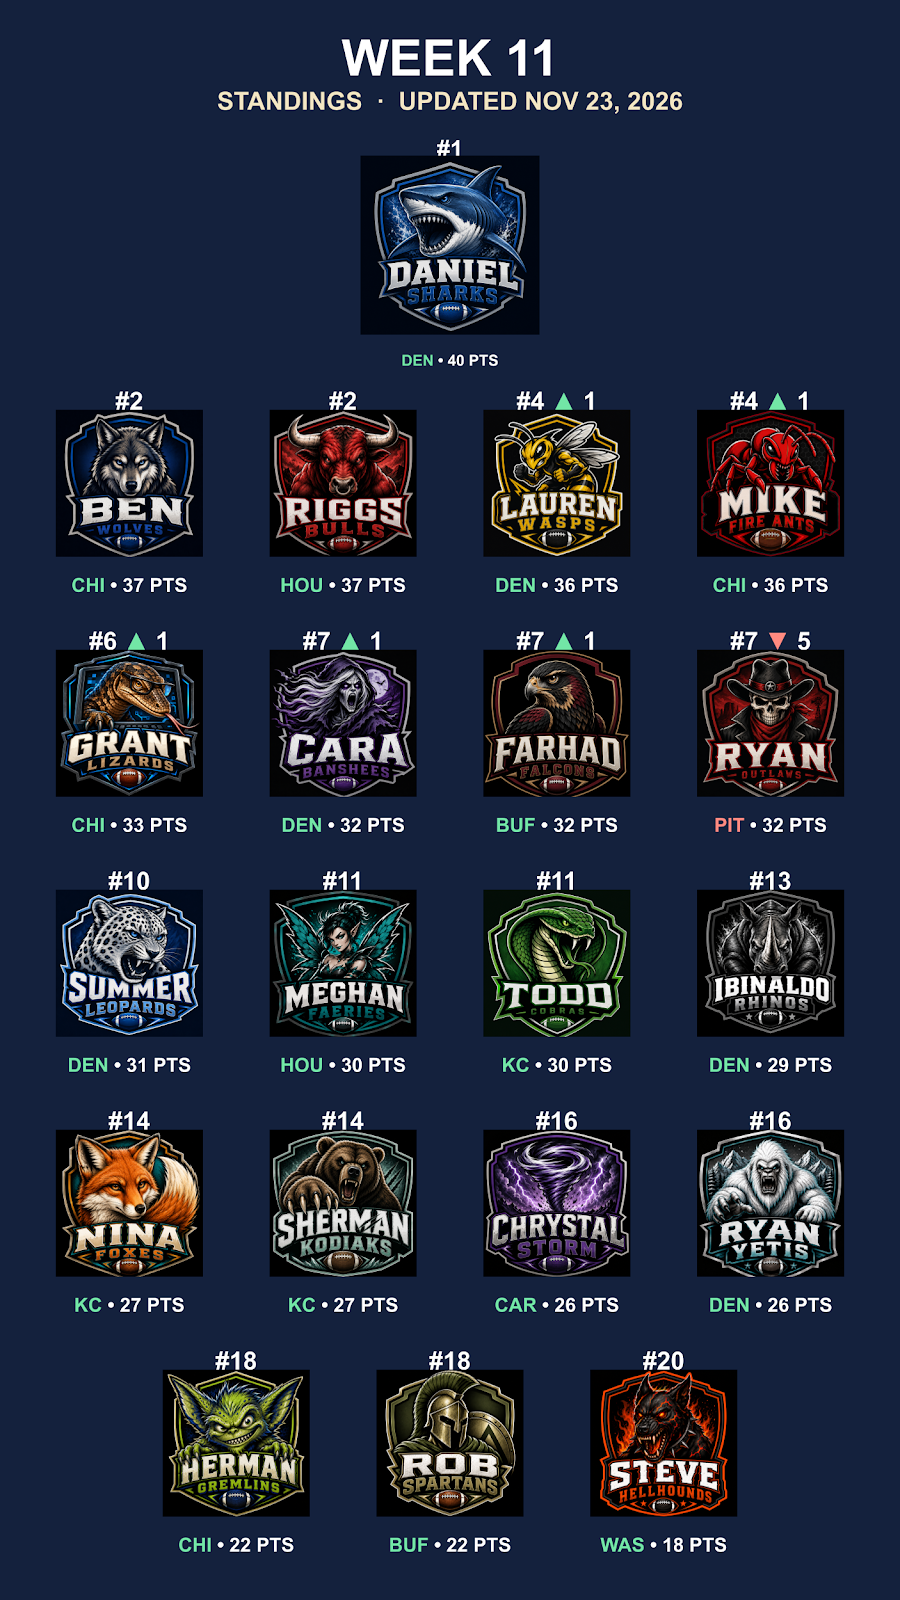 WEEK 11
STANDINGS · UPDATED NOV 23, 2026
#1
DANIEL
SHARKS
DEN • 40 PTS
#2
BEN
WOLVES
CHI • 37 PTS
#2
RIGGS
BULLS
HOU • 37 PTS
#4 ▲ 1
LAUREN
WASPS
DEN • 36 PTS
#4 ▲ 1
MIKE
FIRE ANTS
CHI • 36 PTS
#6 ▲ 1
GRANT
LIZARDS
CHI • 33 PTS
#7 ▲ 1
CARA
BANSHEES
DEN • 32 PTS
#7 ▲ 1
FARHAD
FALCONS
BUF • 32 PTS
#7 ▼ 5
RYAN
OUTLAWS
PIT • 32 PTS
#10
SUMMER
LEOPARDS
DEN • 31 PTS
#11
MEGHAN
FAERIES
HOU • 30 PTS
#11
TODD
COBRAS
KC • 30 PTS
#13
IBINALDO
RHINOS
DEN • 29 PTS
#14
NINA
FOXES
KC • 27 PTS
#14
SHERMAN
KODIAKS
KC • 27 PTS
#16
CHRYSTAL
STORM
CAR • 26 PTS
#16
RYAN
YETIS
DEN • 26 PTS
#18
HERMAN
GREMLINS
CHI • 22 PTS
#18
ROB
SPARTANS
BUF • 22 PTS
#20
STEVE
HELLHOUNDS
WAS • 18 PTS